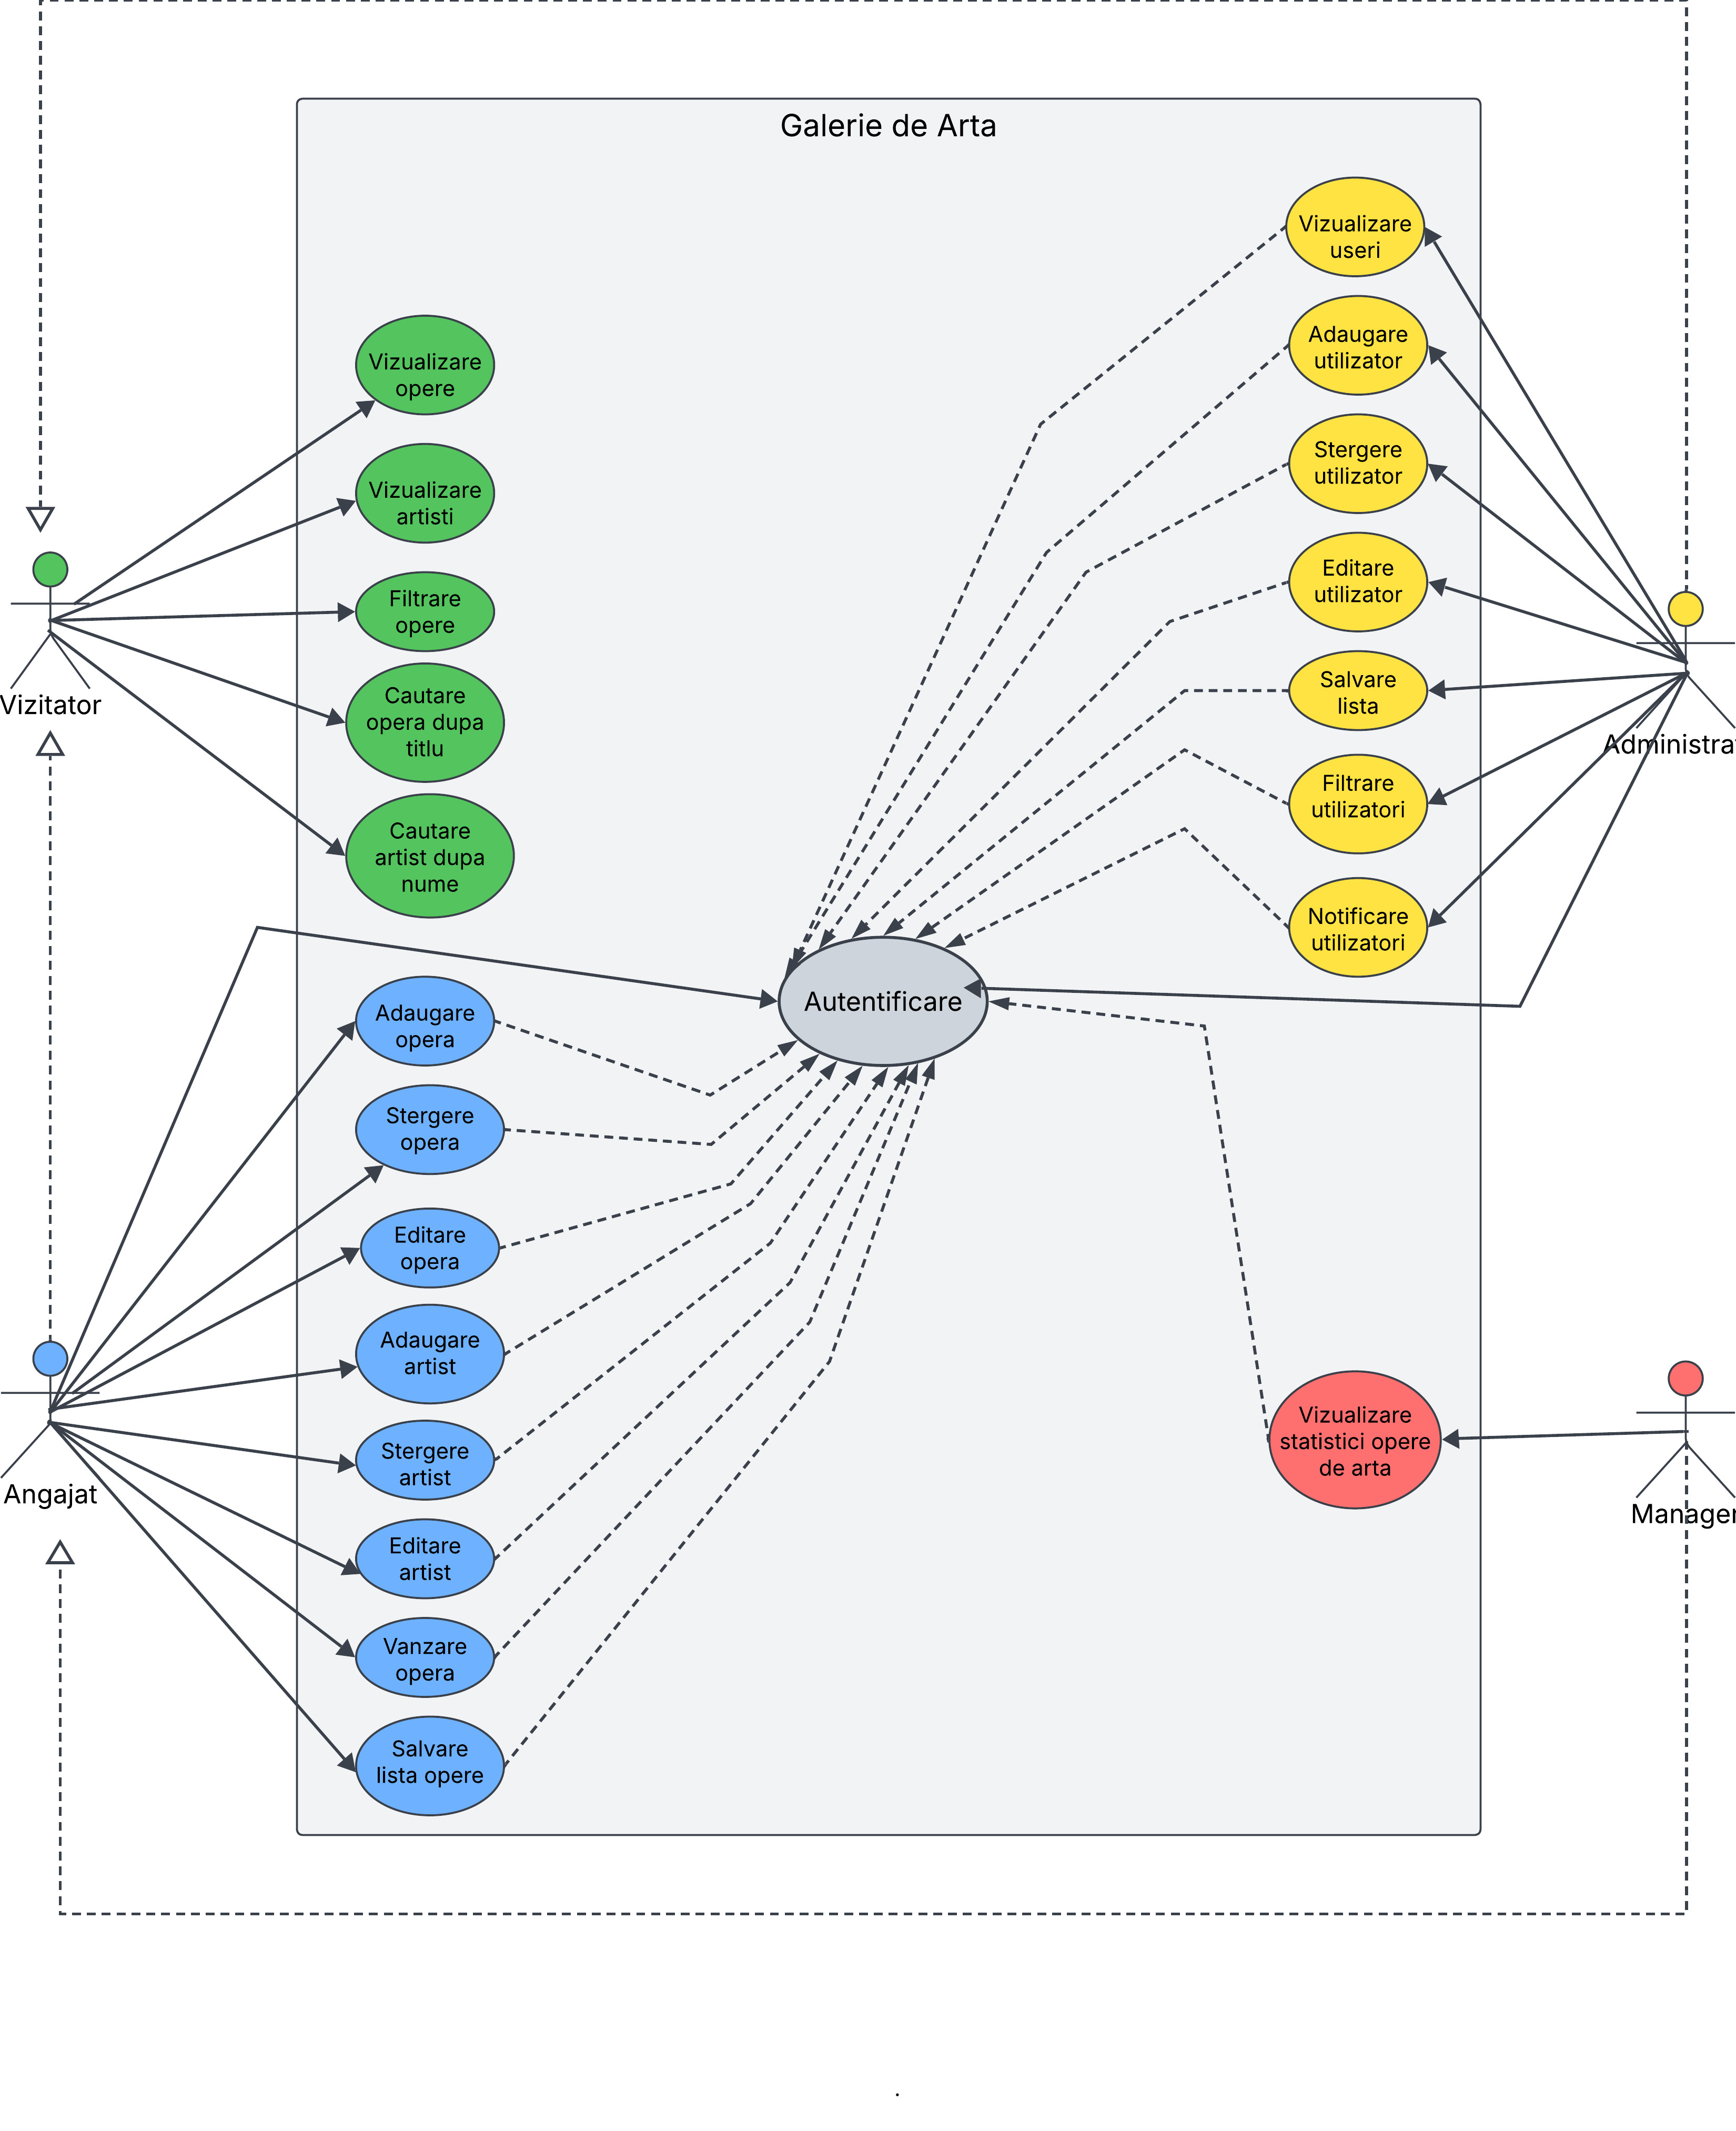 Galerie de Arta
Vizualizare
useri
Adaugare
utilizator
Stergere
utilizator
Editare
utilizator
Salvare
lista
Filtrare
utilizatori
Notificare
utilizatori
Administra
Vizualizare
opere
Vizualizare
artisti
Filtrare
opere
Cautare
opera dupa
titlu
Cautare
artist dupa
nume
Vizitator
Autentificare
Adaugare
opera
Stergere
opera
Editare
opera
Adaugare
artist
Stergere
artist
Editare
artist
Vanzare
opera
Salvare
lista opere
Angajat
Vizualizare
statistici opere
de arta
Manager
.